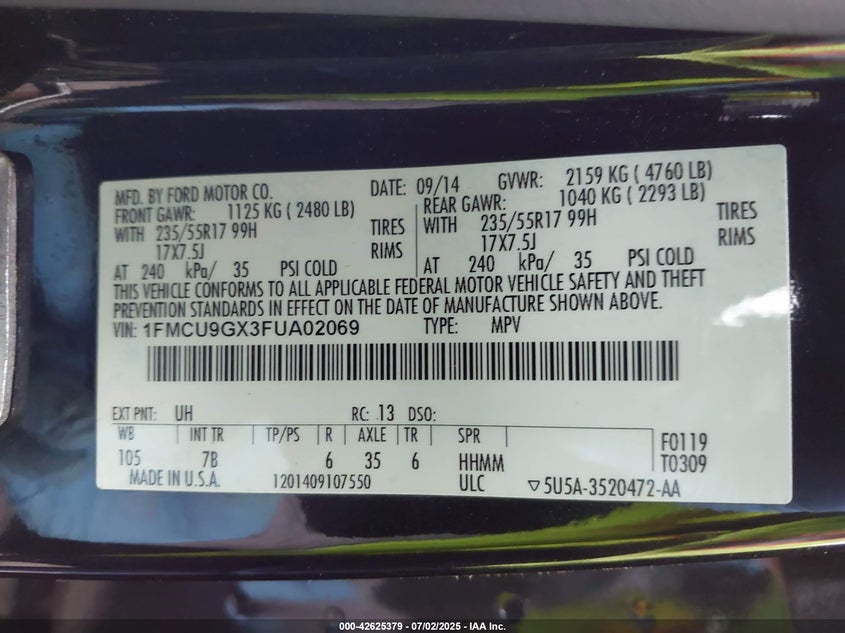 MFD. BY FORD MOTOR CO. DATE: 09/14 GVWR: 2159 KG ( 4760 LB)
FRONT GAWR: 1125 KG ( 2480 LB) REAR GAWR: 1040 KG ( 2293 LB)
WITH 235/55R17 99H TIRES WITH 235/55R17 99H TIRES
17X7.5J RIMS 17X7.5J RIMS
AT 240 kPa/ 35 PSI COLD AT 240 kPa/ 35 PSI COLD
THIS VEHICLE CONFORMS TO ALL APPLICABLE FEDERAL MOTOR VEHICLE SAFETY AND THEFT
PREVENTION STANDARDS IN EFFECT ON THE DATE OF MANUFACTURE SHOWN ABOVE.
VIN: 1FMCU9GX3FUA02069 TYPE: MPV
EXT PNT: UH RC: 13 DSO:
WB INT TR TP/PS R AXLE TR SPR F0119
105 7B 6 35 6 HHMM T0309
MADE IN U.S.A. 1201409107550 ULC ▽5U5A-3520472-AA
000-42625379 - 07/02/2025 - IAA Inc.